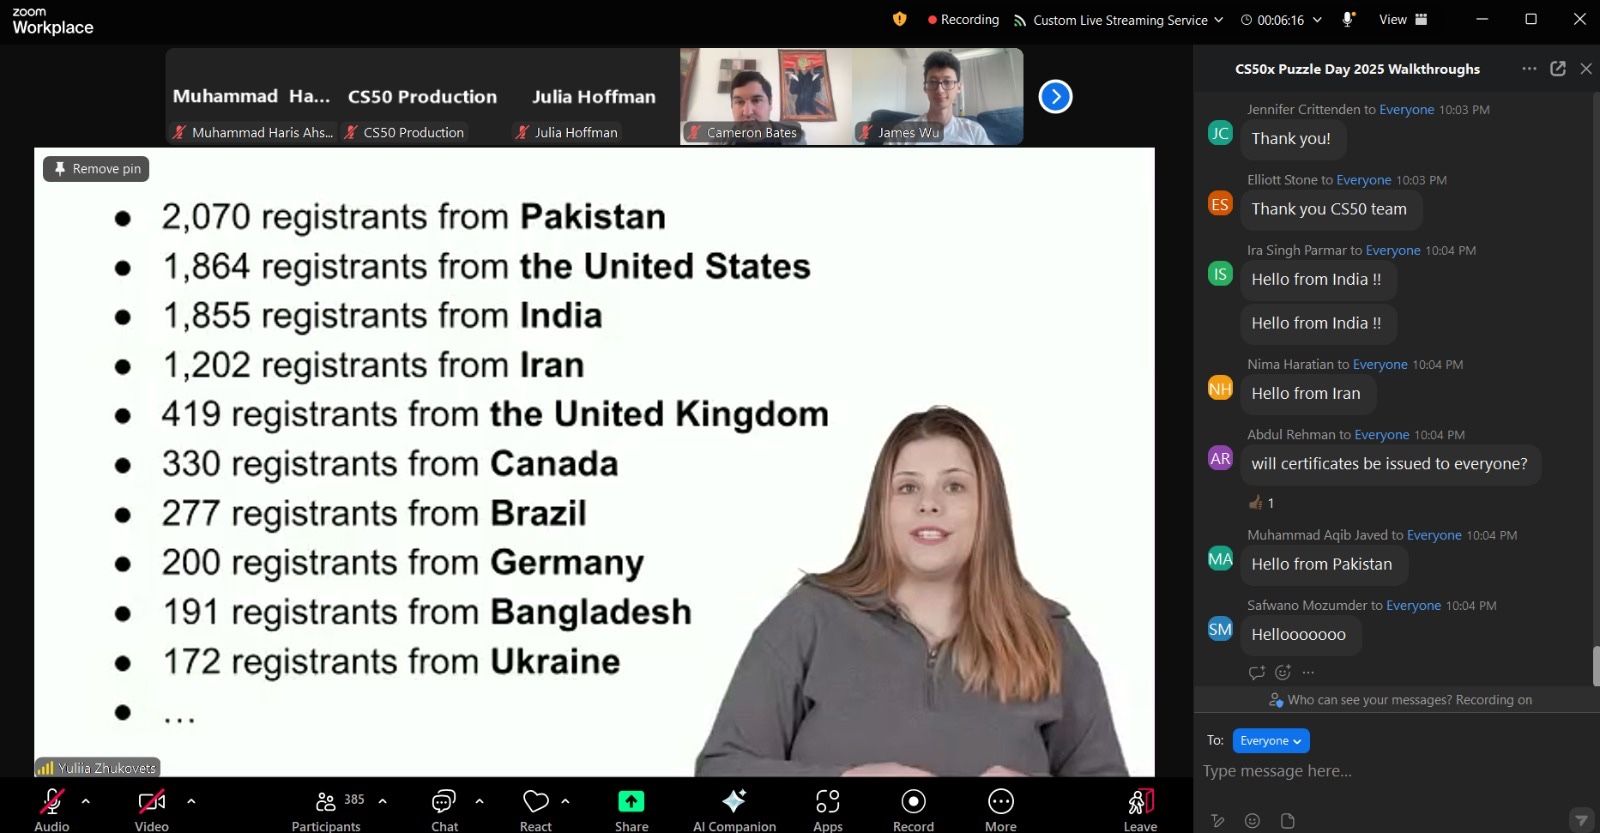 zoom
Workplace
Recording
Custom Live Streaming Service
00:06:16
View
Muhammad Ha...
CS50 Production
Julia Hoffman
Muhammad Haris Ahs...
CS50 Production
Julia Hoffman
Cameron Bates
James Wu
Remove pin
• 2,070 registrants from Pakistan
• 1,864 registrants from the United States
• 1,855 registrants from India
• 1,202 registrants from Iran
• 419 registrants from the United Kingdom
• 330 registrants from Canada
• 277 registrants from Brazil
• 200 registrants from Germany
• 191 registrants from Bangladesh
• 172 registrants from Ukraine
• ...
Yuliia Zhukovets
CS50x Puzzle Day 2025 Walkthroughs
Jennifer Crittenden to Everyone 10:03 PM
JC
Thank you!
Elliott Stone to Everyone 10:03 PM
ES
Thank you CS50 team
Ira Singh Parmar to Everyone 10:04 PM
IS
Hello from India !!
Hello from India !!
Nima Haratian to Everyone 10:04 PM
NH
Hello from Iran
Abdul Rehman to Everyone 10:04 PM
AR
will certificates be issued to everyone?
1
Muhammad Aqib Javed to Everyone 10:04 PM
MA
Hello from Pakistan
Safwano Mozumder to Everyone 10:04 PM
SM
Hellooooooo
Who can see your messages? Recording on
To: Everyone
Type message here...
Audio
Video
385
Participants
Chat
React
Share
AI Companion
Apps
Record
More
Leave